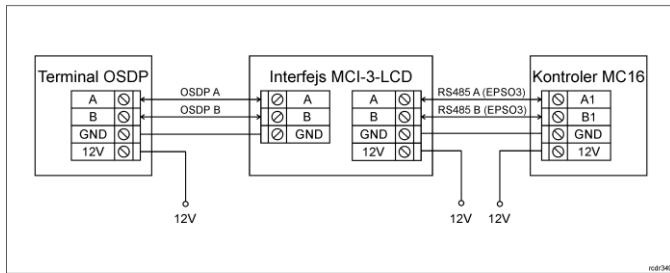 Terminal OSDP
A
B
GND
12V
OSDP A
OSDP B
12V
Interfejs MCI-3-LCD
A
B
GND
A
B
GND
12V
RS485 A (EPSO3)
RS485 B (EPSO3)
12V
12V
Kontroler MC16
A1
B1
GND
12V